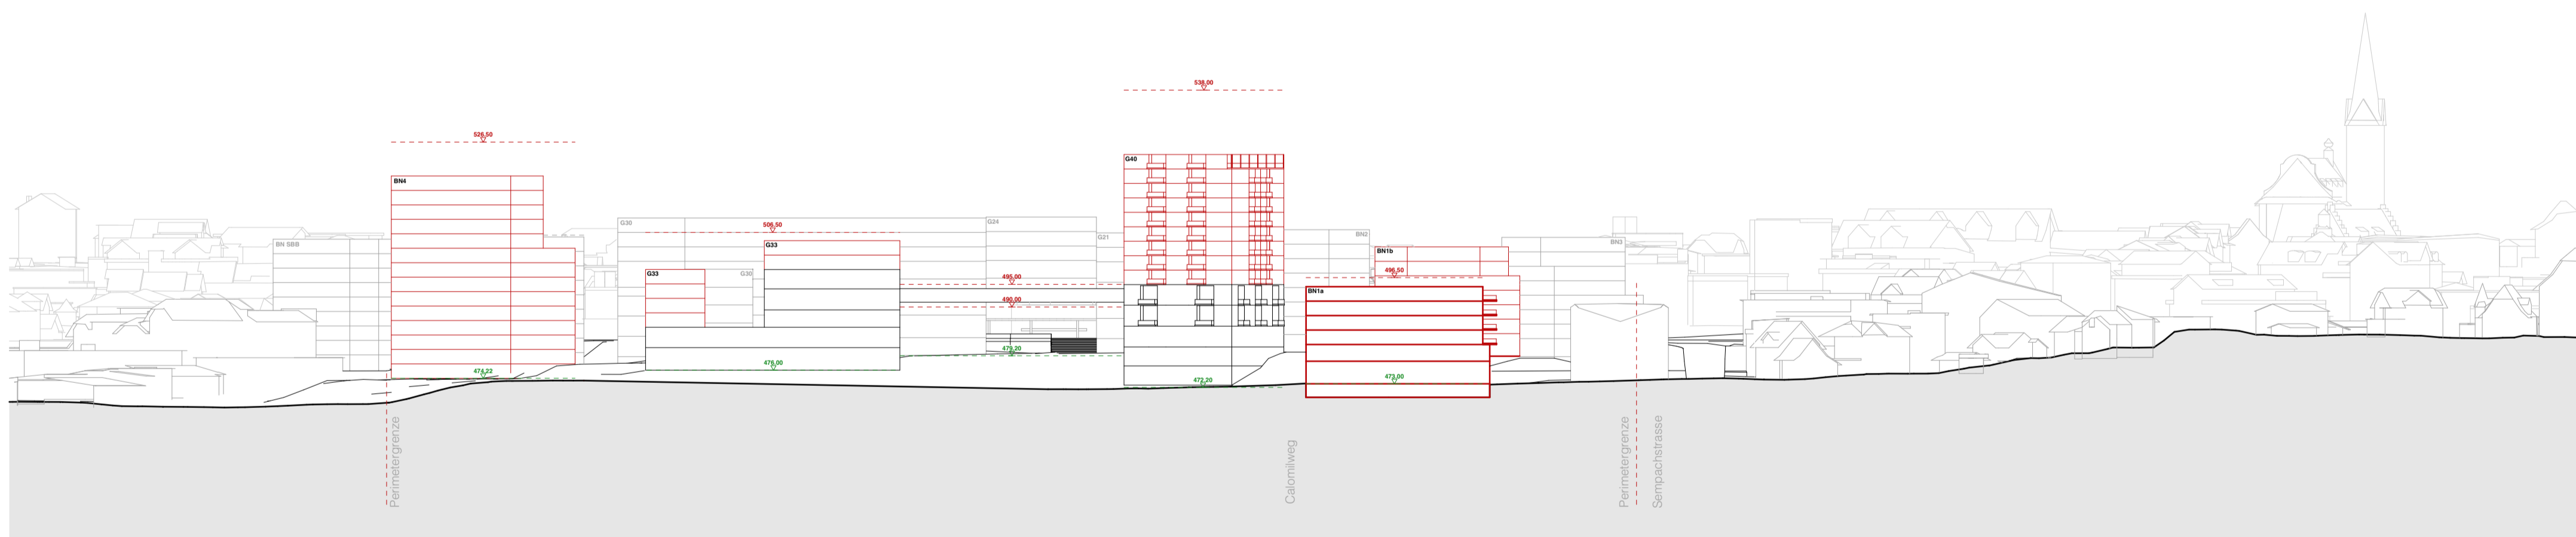 538,00
526,50
G40
BN4
G30
506,50
G24
G21
BN2
BN SBB
G33
BN3
BN1b
G33
G30
495,00
496,50
BN1a
490,00
479,20
476,00
474,22
472,20
473,00
Perimetergrenze
Calomilweg
Perimetergrenze
Sempachstrasse